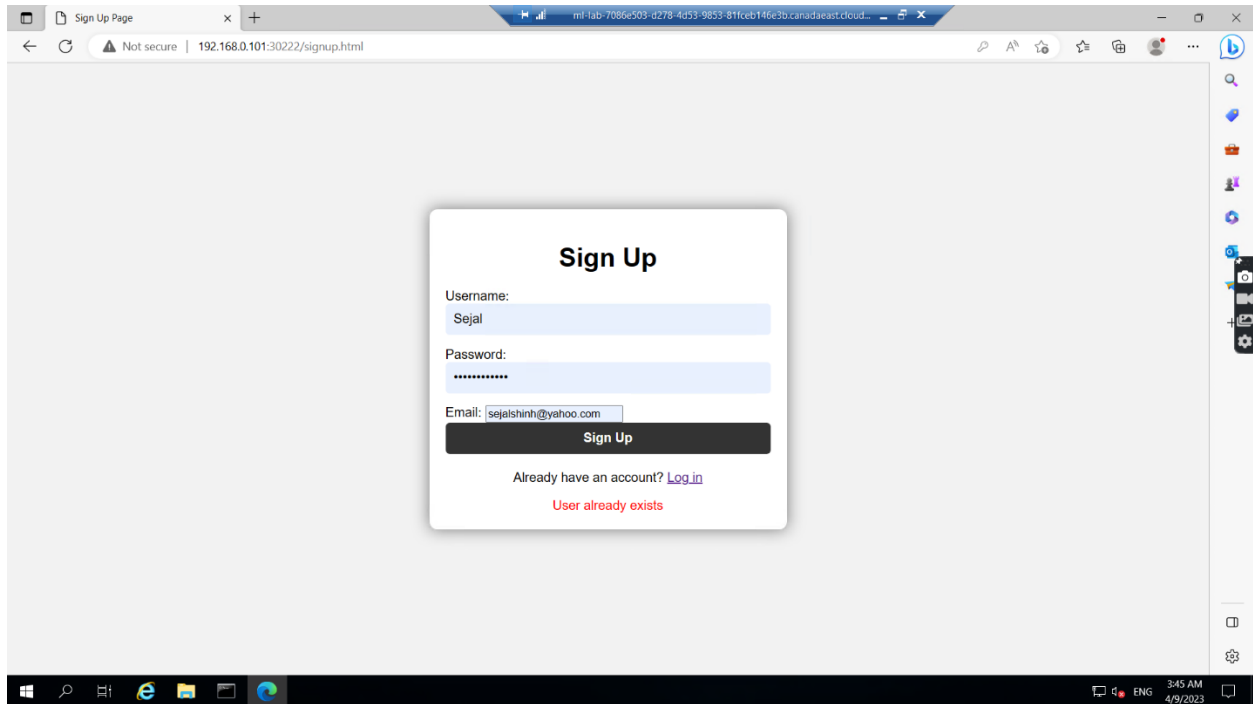 Sign Up Page
ml-lab-7086e503-d278-4d53-9853-81fceb146e3b.canadaeast.cloud...
Not secure | 192.168.0.101:30222/signup.html
Sign Up
Username:
Sejal
Password:
••••••••••••
Email: sejalshinh@yahoo.com
Sign Up
Already have an account? Log in
User already exists
ENG
3:45 AM
4/9/2023